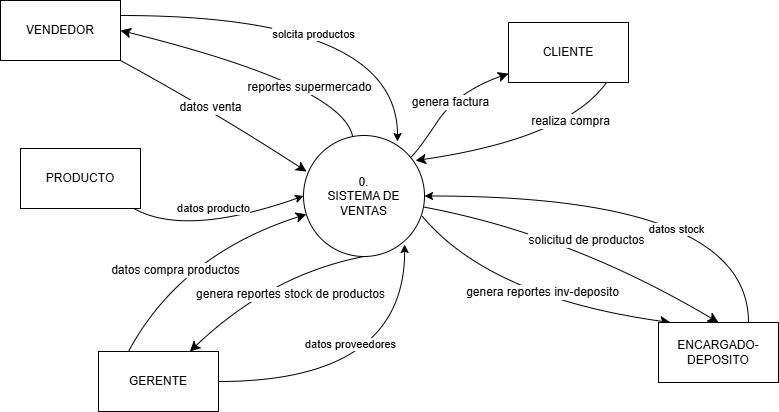 VENDEDOR
solcita productos
CLIENTE
reportes supermercado
genera factura
datos venta
realiza compra
PRODUCTO
0.
SISTEMA DE
VENTAS
datos producto
datos stock
solicitud de productos
datos compra productos
genera reportes stock de productos
genera reportes inv-deposito
datos proveedores
ENCARGADO-
DEPOSITO
GERENTE